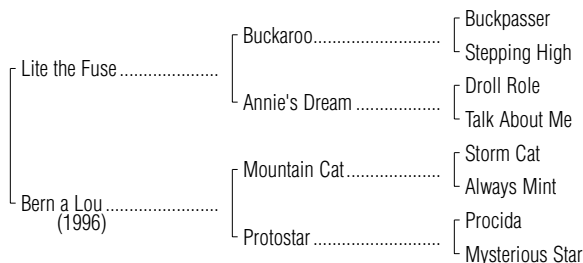 Buckpasser
Buckaroo
Stepping High
Lite the Fuse
Droll Role
Annie's Dream
Talk About Me
Storm Cat
Mountain Cat
Always Mint
Bern a Lou
(1996)
Procida
Protostar
Mysterious Star